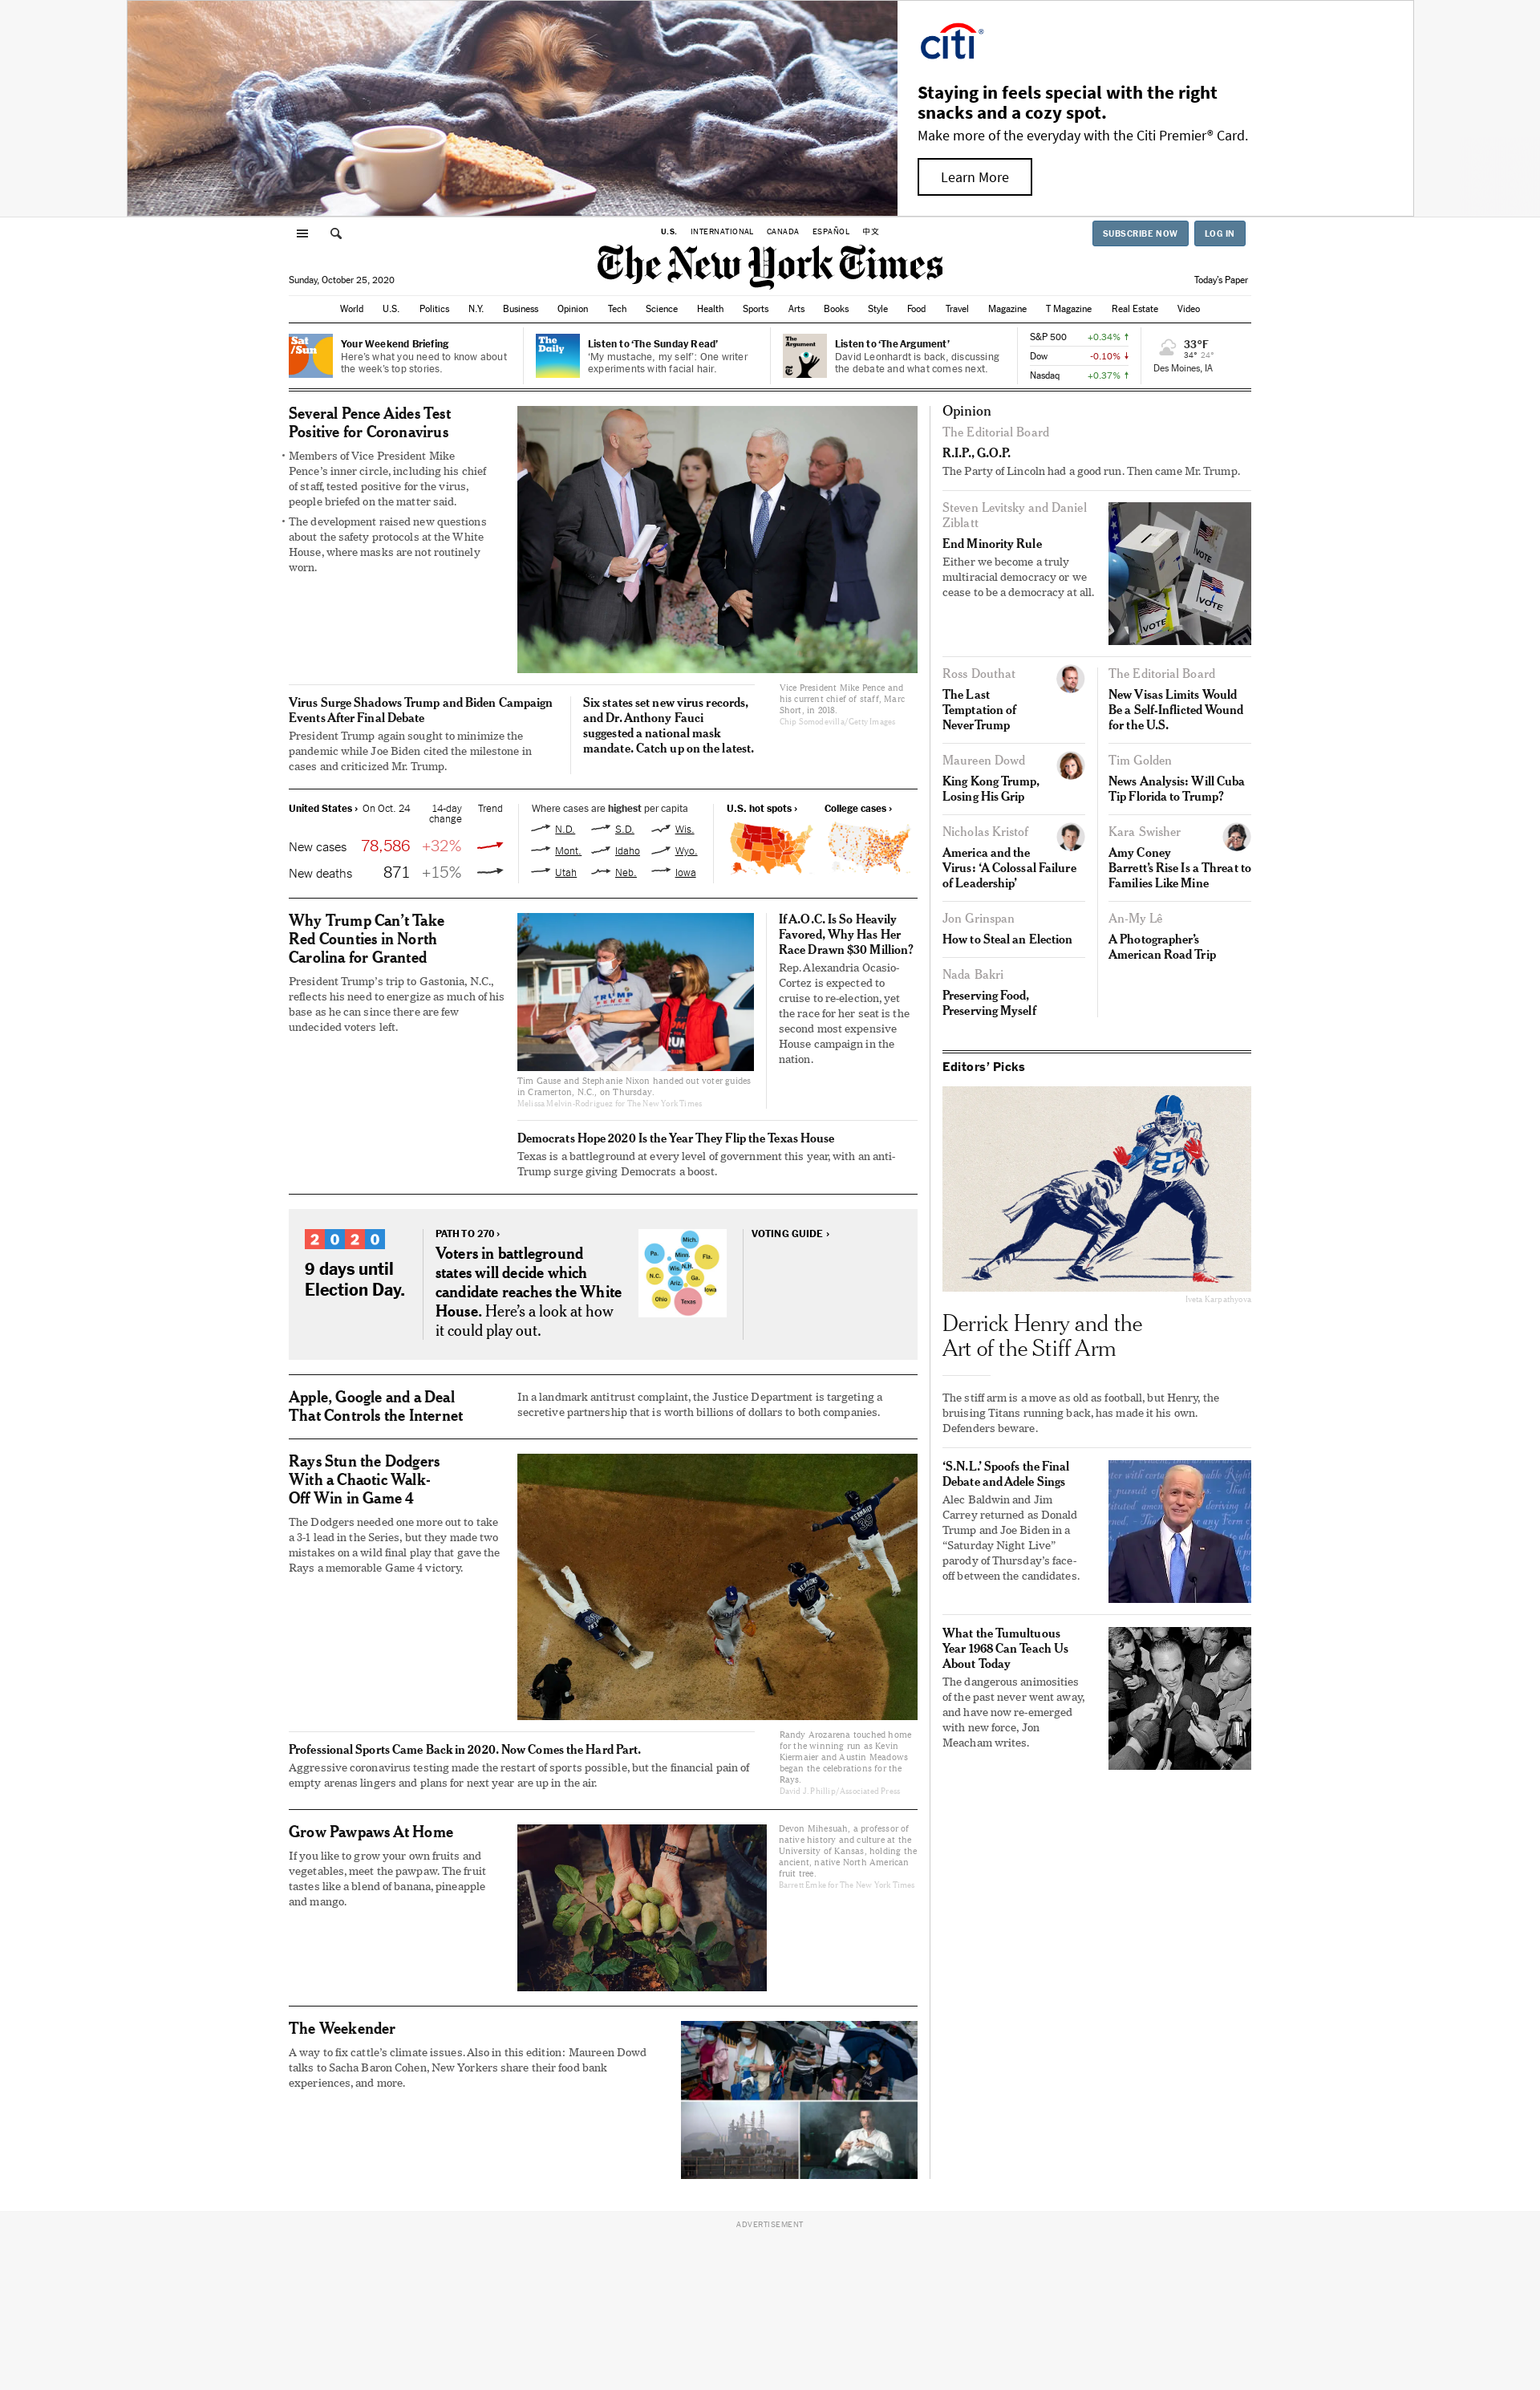 citi®
Staying in feels special with the right
snacks and a cozy spot.
Make more of the everyday with the Citi Premier® Card.
Learn More
U.S. INTERNATIONAL CANADA ESPAÑOL 中文
SUBSCRIBE NOW LOG IN
The New York Times
Sunday, October 25, 2020
Today's Paper
World U.S. Politics N.Y. Business Opinion Tech Science Health Sports Arts Books Style Food Travel Magazine T Magazine Real Estate Video
Sat
/Sun
Your Weekend Briefing
Here's what you need to know about
the week's top stories.
The
Daily
Listen to ‘The Sunday Read’
‘My mustache, my self’: One writer
experiments with facial hair.
The
Argument
Listen to ‘The Argument’
David Leonhardt is back, discussing
the debate and what comes next.
S&P 500 +0.34% ↑
Dow -0.10% ↓
Nasdaq +0.37% ↑
33°F
34° 24°
Des Moines, IA
Several Pence Aides Test
Positive for Coronavirus
• Members of Vice President Mike
Pence’s inner circle, including his chief
of staff, tested positive for the virus,
people briefed on the matter said.
• The development raised new questions
about the safety protocols at the White
House, where masks are not routinely
worn.
Vice President Mike Pence and
his current chief of staff, Marc
Short, in 2018.
Chip Somodevilla/Getty Images
Virus Surge Shadows Trump and Biden Campaign
Events After Final Debate
President Trump again sought to minimize the
pandemic while Joe Biden cited the milestone in
cases and criticized Mr. Trump.
Six states set new virus records,
and Dr. Anthony Fauci
suggested a national mask
mandate. Catch up on the latest.
United States › On Oct. 24 14-day
change Trend
New cases 78,586 +32%
New deaths 871 +15%
Where cases are highest per capita
N.D. S.D. Wis.
Mont. Idaho Wyo.
Utah Neb. Iowa
U.S. hot spots ›
College cases ›
Why Trump Can’t Take
Red Counties in North
Carolina for Granted
President Trump’s trip to Gastonia, N.C.,
reflects his need to energize as much of his
base as he can since there are few
undecided voters left.
TRUMP
PENCE
Tim Gause and Stephanie Nixon handed out voter guides
in Cramerton, N.C., on Thursday.
Melissa Melvin-Rodriguez for The New York Times
If A.O.C. Is So Heavily
Favored, Why Has Her
Race Drawn $30 Million?
Rep. Alexandria Ocasio-
Cortez is expected to
cruise to re-election, yet
the race for her seat is the
second most expensive
House campaign in the
nation.
Democrats Hope 2020 Is the Year They Flip the Texas House
Texas is a battleground at every level of government this year, with an anti-
Trump surge giving Democrats a boost.
2020
9 days until
Election Day.
PATH TO 270 ›
Voters in battleground
states will decide which
candidate reaches the White
House. Here’s a look at how
it could play out.
Mich.
Pa.
Minn.
Fla.
Wis.
N.H.
N.C.
Ga.
Ariz.
Iowa
Ohio
Texas
VOTING GUIDE ›
Apple, Google and a Deal
That Controls the Internet
In a landmark antitrust complaint, the Justice Department is targeting a
secretive partnership that is worth billions of dollars to both companies.
Rays Stun the Dodgers
With a Chaotic Walk-
Off Win in Game 4
The Dodgers needed one more out to take
a 3-1 lead in the Series, but they made two
mistakes on a wild final play that gave the
Rays a memorable Game 4 victory.
Randy Arozarena touched home
for the winning run as Kevin
Kiermaier and Austin Meadows
began the celebrations for the
Rays.
David J. Phillip/Associated Press
Professional Sports Came Back in 2020. Now Comes the Hard Part.
Aggressive coronavirus testing made the restart of sports possible, but the financial pain of
empty arenas lingers and plans for next year are up in the air.
Grow Pawpaws At Home
If you like to grow your own fruits and
vegetables, meet the pawpaw. The fruit
tastes like a blend of banana, pineapple
and mango.
Devon Mihesuah, a professor of
native history and culture at the
University of Kansas, holding the
ancient, native North American
fruit tree.
Barrett Emke for The New York Times
The Weekender
A way to fix cattle’s climate issues. Also in this edition: Maureen Dowd
talks to Sacha Baron Cohen, New Yorkers share their food bank
experiences, and more.
Opinion
The Editorial Board
R.I.P., G.O.P.
The Party of Lincoln had a good run. Then came Mr. Trump.
Steven Levitsky and Daniel
Ziblatt
End Minority Rule
Either we become a truly
multiracial democracy or we
cease to be a democracy at all.
VOTE
VOTE
VOTE
Ross Douthat
The Last
Temptation of
NeverTrump
The Editorial Board
New Visas Limits Would
Be a Self-Inflicted Wound
for the U.S.
Maureen Dowd
King Kong Trump,
Losing His Grip
Tim Golden
News Analysis: Will Cuba
Tip Florida to Trump?
Nicholas Kristof
America and the
Virus: ‘A Colossal Failure
of Leadership’
Kara Swisher
Amy Coney
Barrett’s Rise Is a Threat to
Families Like Mine
Jon Grinspan
How to Steal an Election
An-My Lê
A Photographer’s
American Road Trip
Nada Bakri
Preserving Food,
Preserving Myself
Editors’ Picks
22
Iveta Karpathyova
Derrick Henry and the
Art of the Stiff Arm
The stiff arm is a move as old as football, but Henry, the
bruising Titans running back, has made it his own.
Defenders beware.
‘S.N.L.’ Spoofs the Final
Debate and Adele Sings
Alec Baldwin and Jim
Carrey returned as Donald
Trump and Joe Biden in a
“Saturday Night Live”
parody of Thursday’s face-
off between the candidates.
What the Tumultuous
Year 1968 Can Teach Us
About Today
The dangerous animosities
of the past never went away,
and have now re-emerged
with new force, Jon
Meacham writes.
ADVERTISEMENT